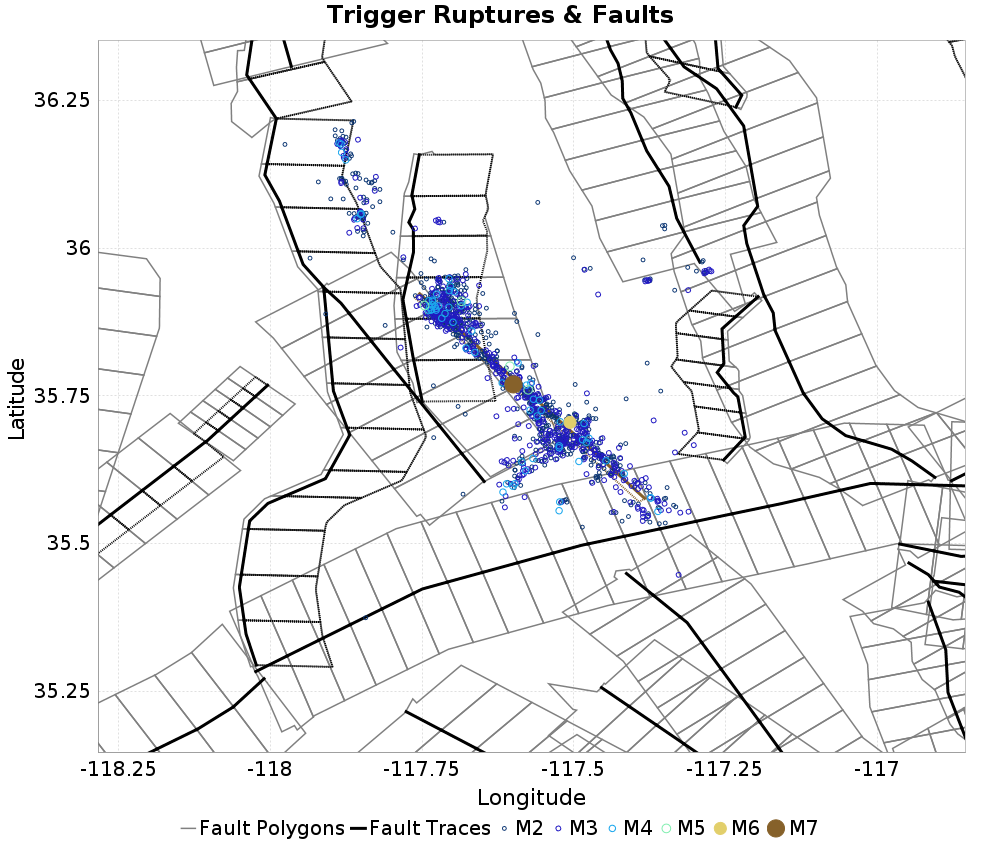 Trigger Ruptures & Faults
Latitude
36.25
36
35.75
35.5
35.25
-118.25 -118 -117.75 -117.5 -117.25 -117
Longitude
Fault Polygons Fault Traces M2 M3 M4 M5 M6 M7